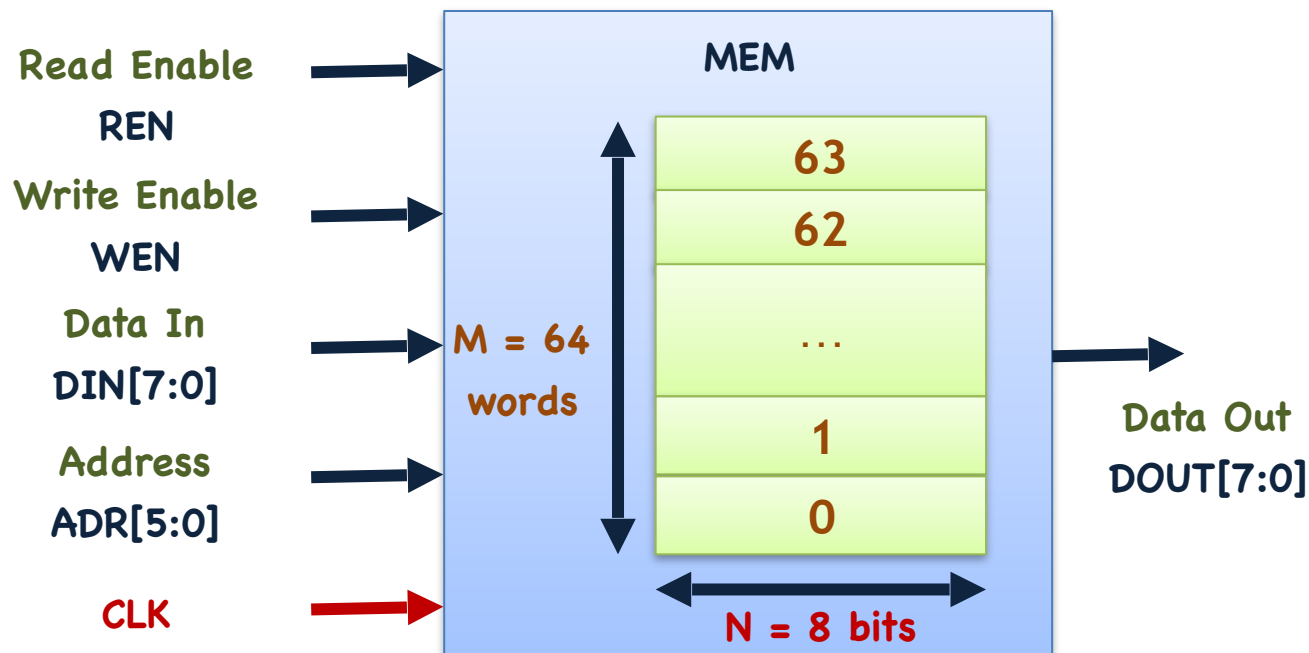 Read Enable
REN
Write Enable
WEN
Data In
DIN[7:0]
Address
ADR[5:0]
CLK
MEM
M = 64
words
63
62
...
1
0
N = 8 bits
Data Out
DOUT[7:0]